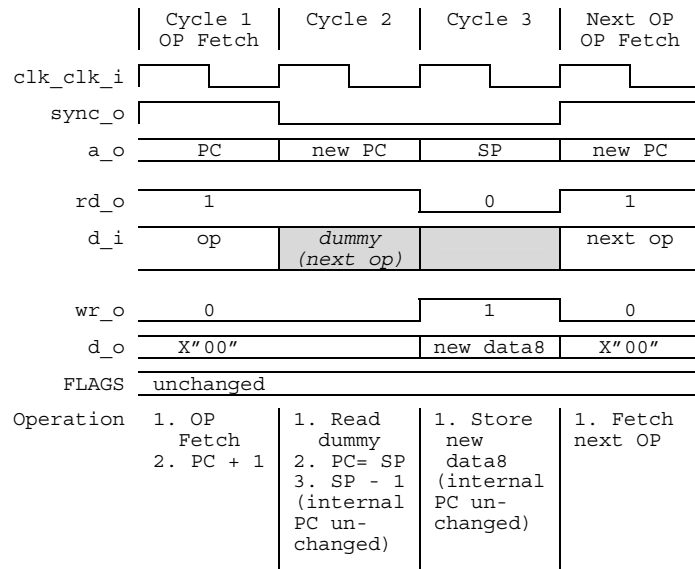 Cycle 1 Cycle 2 Cycle 3 Next OP
OP Fetch OP Fetch
clk_clk_i
sync_o
a_o PC new PC SP new PC
rd_o 1 0 1
d_i op dummy next op
(next op)
wr_o 0 1 0
d_o X"00" new data8 X"00"
FLAGS unchanged
Operation 1. OP 1. Read 1. Store 1. Fetch
Fetch dummy new next OP
2. PC + 1 2. PC= SP data8
3. SP - 1 (internal
(internal PC un-
PC un- changed)
changed)